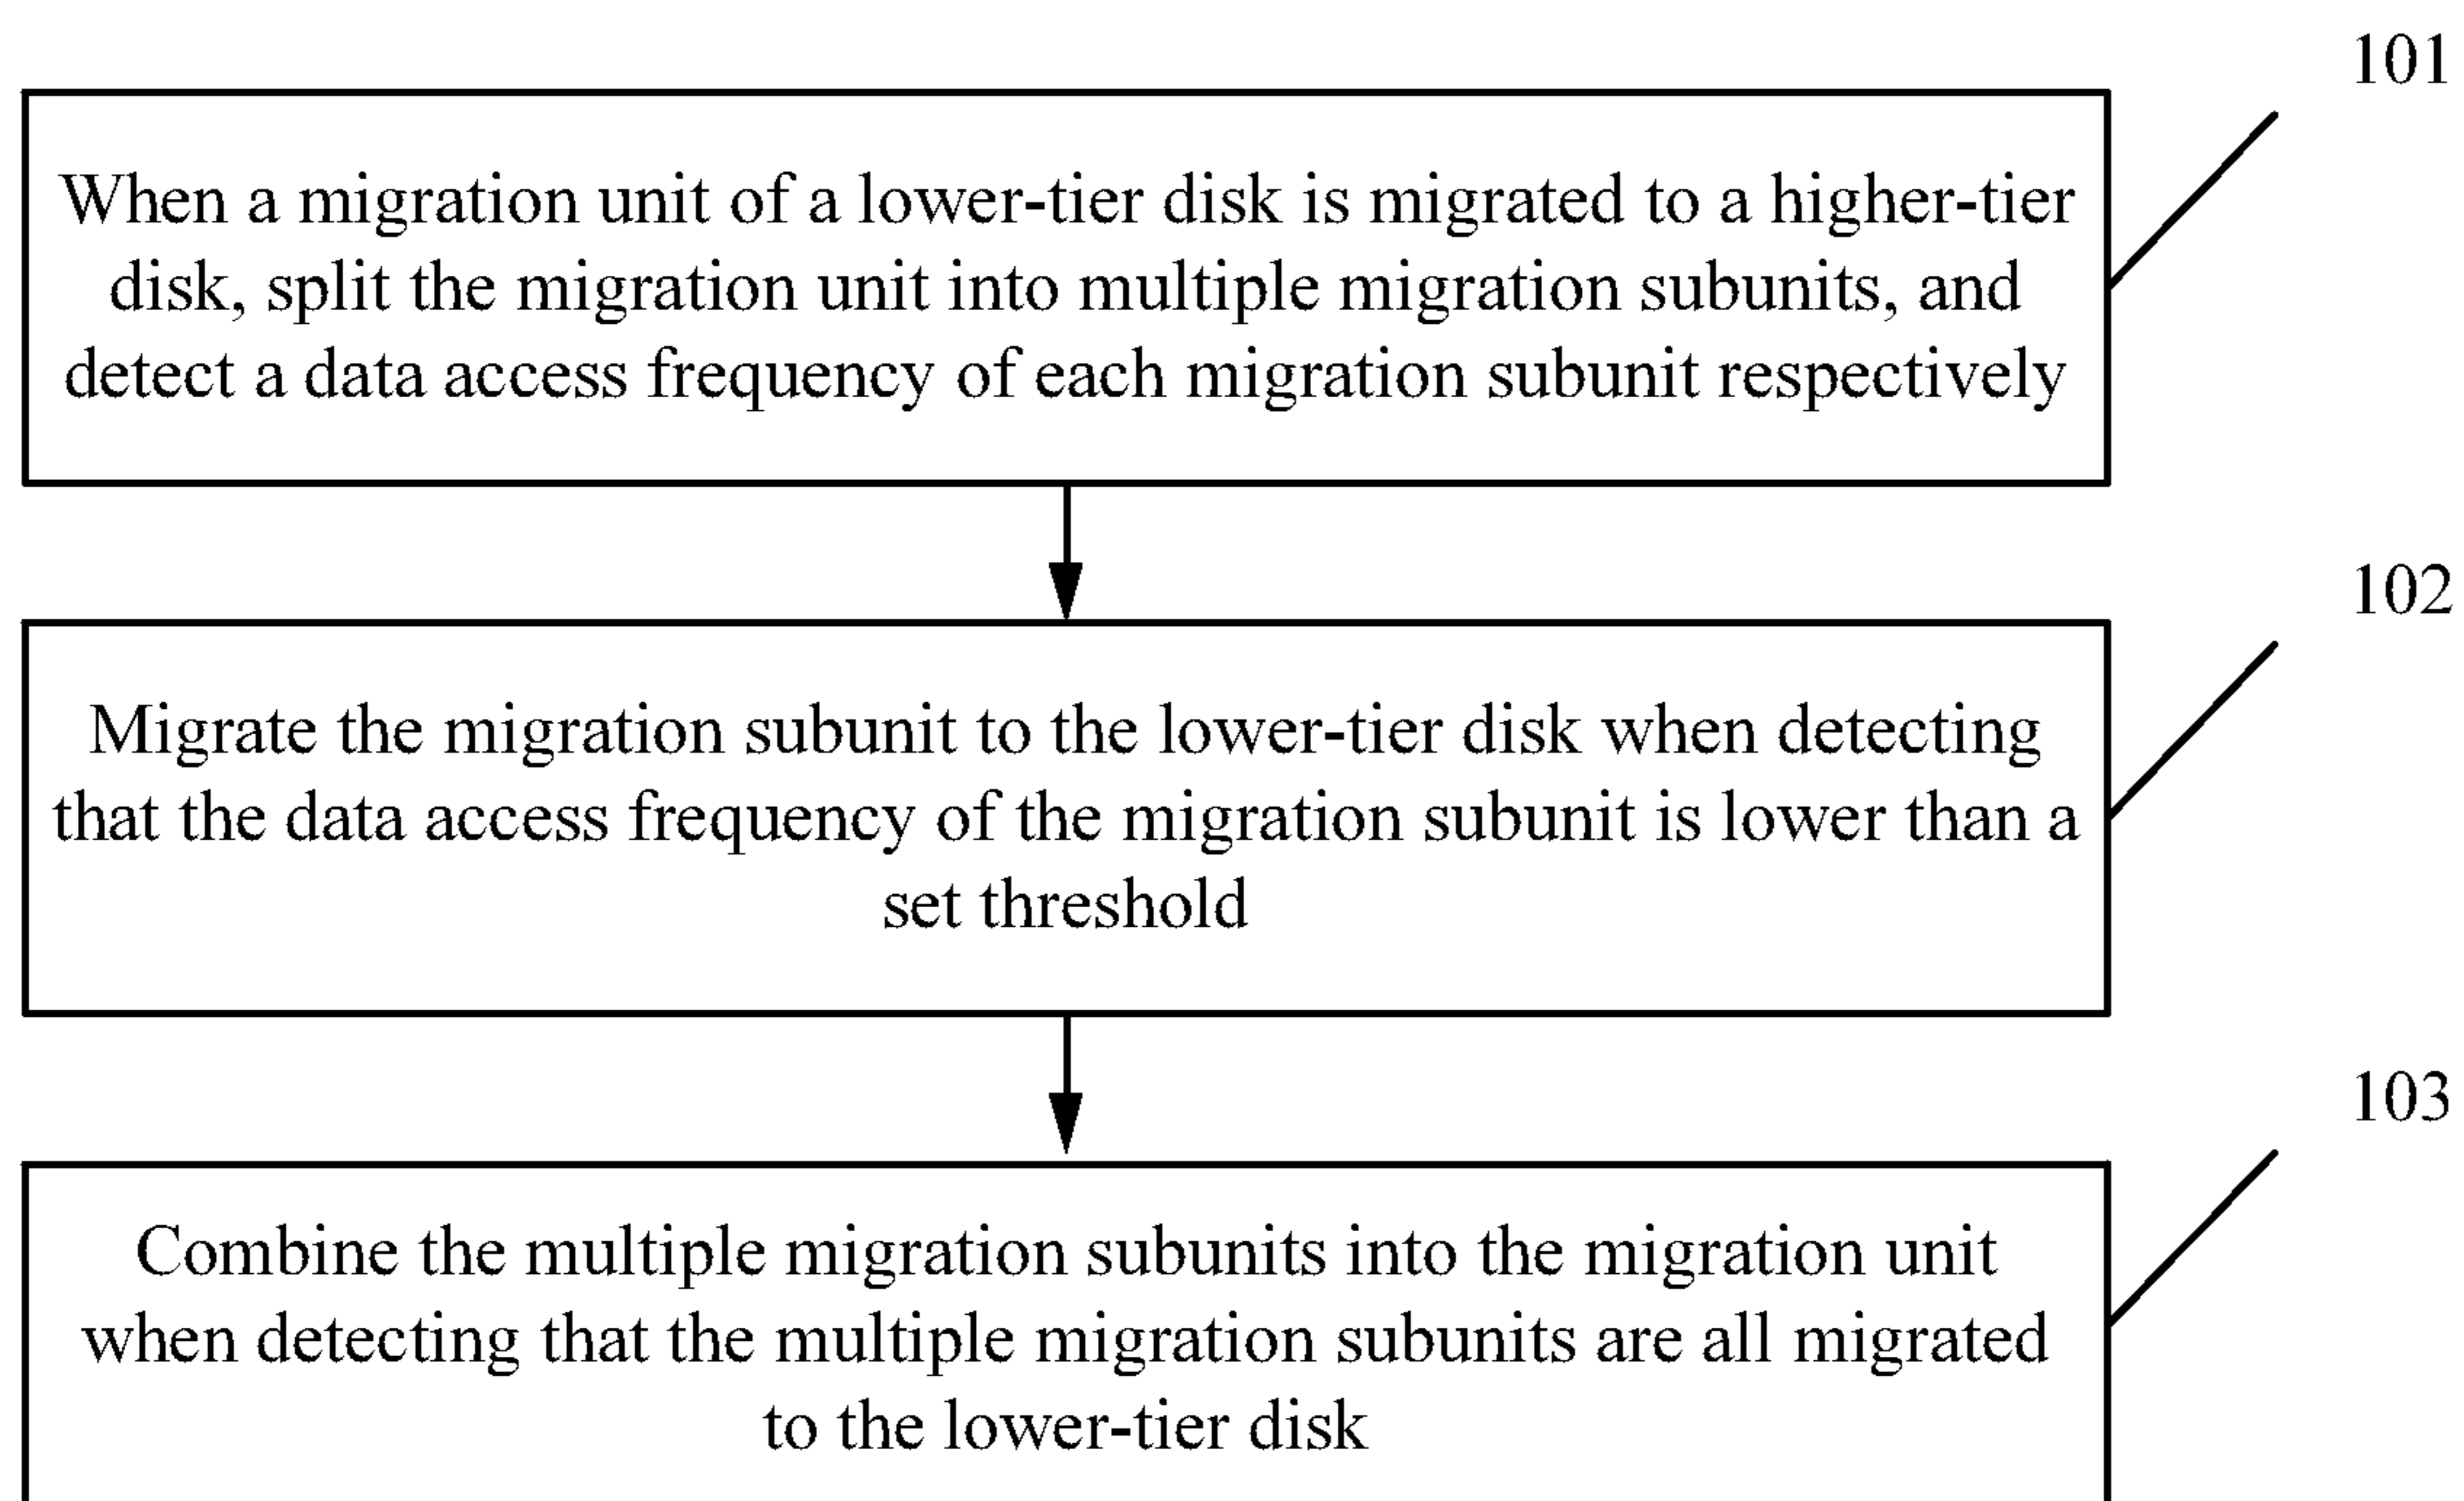 101
When a migration unit of a lower-tier disk is migrated to a higher-tier
disk, split the migration unit into multiple migration subunits, and
detect a data access frequency of each migration subunit respectively
102
Migrate the migration subunit to the lower-tier disk when detecting
that the data access frequency of the migration subunit is lower than a
set threshold
103
Combine the multiple migration subunits into the migration unit
when detecting that the multiple migration subunits are all migrated
to the lower-tier disk